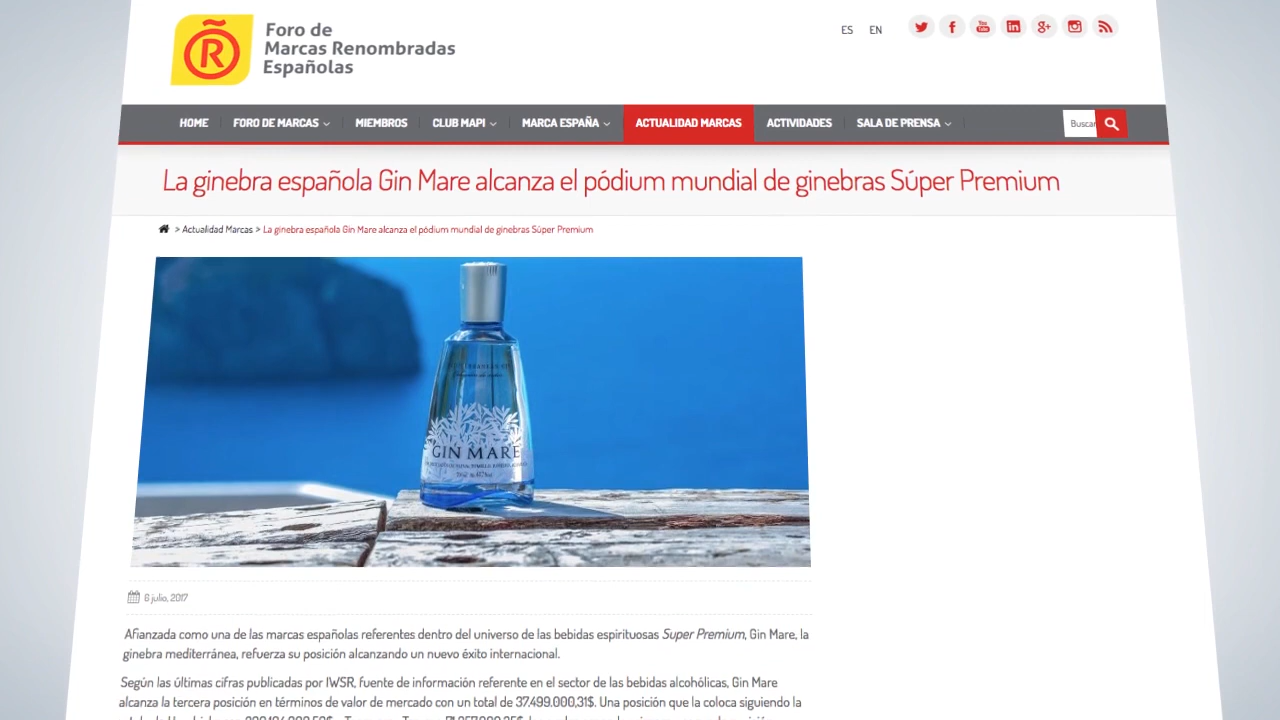 Foro de
Marcas Renombradas
Españolas
ES EN
HOME FORO DE MARCAS MIEMBROS CLUB MAPI MARCA ESPAÑA ACTUALIDAD MARCAS ACTIVIDADES SALA DE PRENSA Buscar
La ginebra española Gin Mare alcanza el pódium mundial de ginebras Súper Premium
> Actualidad Marcas > La ginebra española Gin Mare alcanza el pódium mundial de ginebras Súper Premium
GIN MARE
6 julio, 2017
Afianzada como una de las marcas españolas referentes dentro del universo de las bebidas espirituosas Super Premium, Gin Mare, la
ginebra mediterránea, refuerza su posición alcanzando un nuevo éxito internacional.
Según las últimas cifras publicadas por IWSR, fuente de información referente en el sector de las bebidas alcohólicas, Gin Mare
alcanza la tercera posición en términos de valor de mercado con un total de 37.499.000,31$. Una posición que la coloca siguiendo la